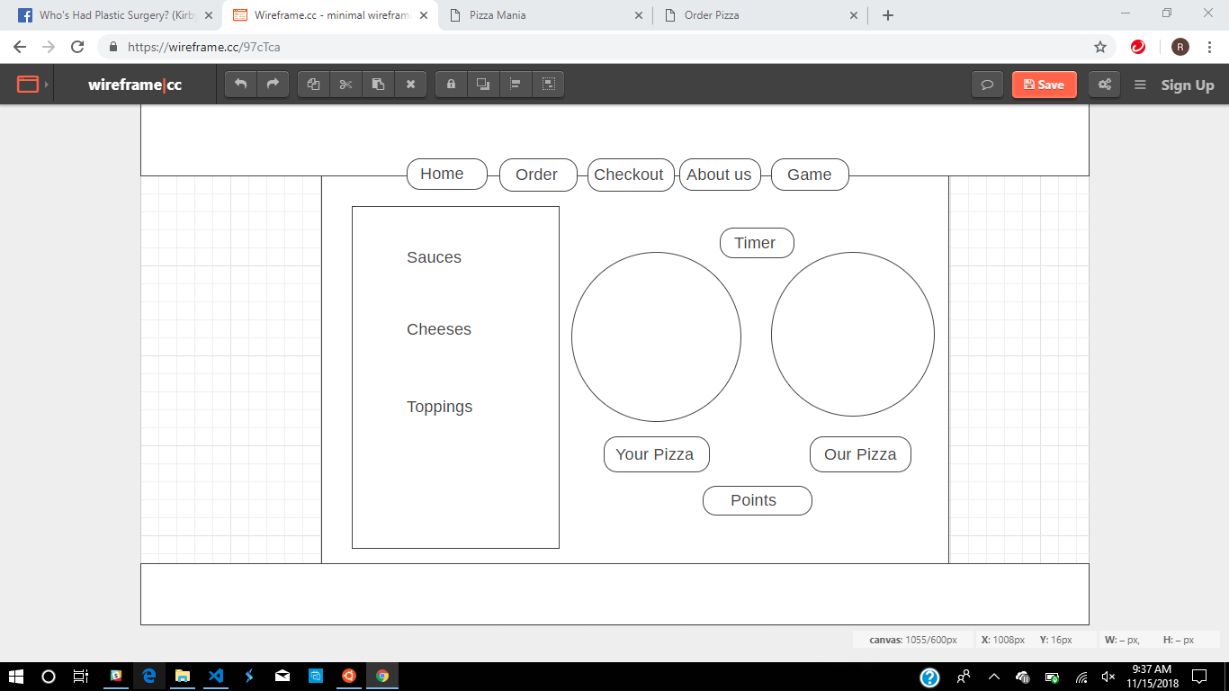 Who's Had Plastic Surgery? (Kirb
Wireframe.cc - minimal wirefram
Pizza Mania
Order Pizza
https://wireframe.cc/97cTca
R
wireframe|cc
Save
Sign Up
Home
Order
Checkout
About us
Game
Timer
Sauces
Cheeses
Toppings
Your Pizza
Our Pizza
Points
canvas: 1055/600px X: 1008px Y: 16px W: – px, H: – px
9:37 AM
11/15/2018